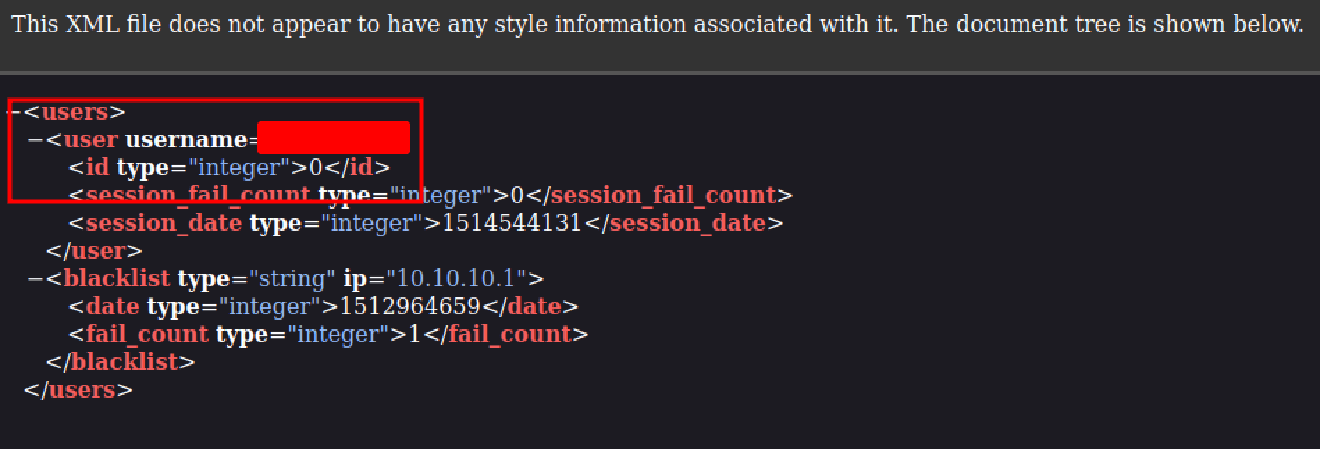 This XML file does not appear to have any style information associated with it. The document tree is shown below.
−<users>
−<user username=
<id type="integer">0</id>
<session_fail_count type="integer">0</session_fail_count>
<session_date type="integer">1514544131</session_date>
</user>
−<blacklist type="string" ip="10.10.10.1">
<date type="integer">1512964659</date>
<fail_count type="integer">1</fail_count>
</blacklist>
</users>